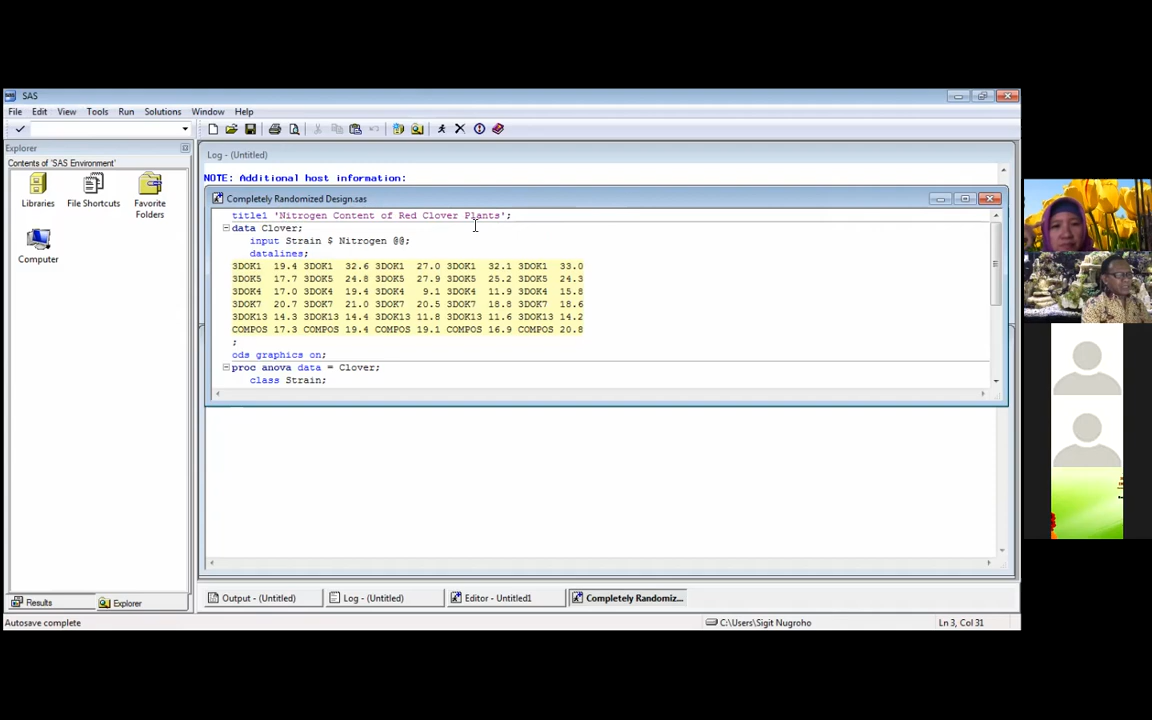 SAS
File Edit View Tools Run Solutions Window Help
Explorer
Contents of 'SAS Environment'
Libraries
File Shortcuts
Favorite Folders
Computer
Log - (Untitled)
NOTE: Additional host information:
Completely Randomized Design.sas
title1 'Nitrogen Content of Red Clover Plants';
data Clover;
input Strain $ Nitrogen @@;
datalines;
3DOK1 19.4 3DOK1 32.6 3DOK1 27.0 3DOK1 32.1 3DOK1 33.0
3DOK5 17.7 3DOK5 24.8 3DOK5 27.9 3DOK5 25.2 3DOK5 24.3
3DOK4 17.0 3DOK4 19.4 3DOK4 9.1 3DOK4 11.9 3DOK4 15.8
3DOK7 20.7 3DOK7 21.0 3DOK7 20.5 3DOK7 18.8 3DOK7 18.6
3DOK13 14.3 3DOK13 14.4 3DOK13 11.8 3DOK13 11.6 3DOK13 14.2
COMPOS 17.3 COMPOS 19.4 COMPOS 19.1 COMPOS 16.9 COMPOS 20.8
;
ods graphics on;
proc anova data = Clover;
class Strain;
Results Explorer
Output - (Untitled) Log - (Untitled) Editor - Untitled1 Completely Randomiz...
Autosave complete C:\Users\Sigit Nugroho Ln 3, Col 31